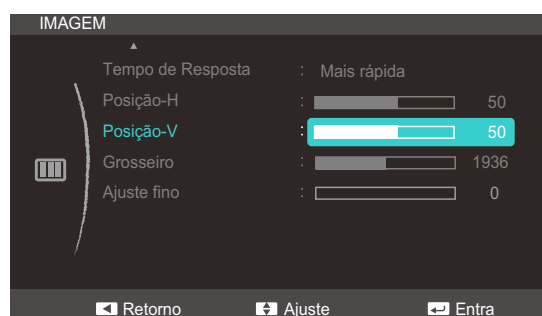 IMAGEM
Tempo de Resposta : Mais rápida
Posição-H : 50
Posição-V : 50
Grosseiro : 1936
Ajuste fino : 0
Retorno Ajuste Entra